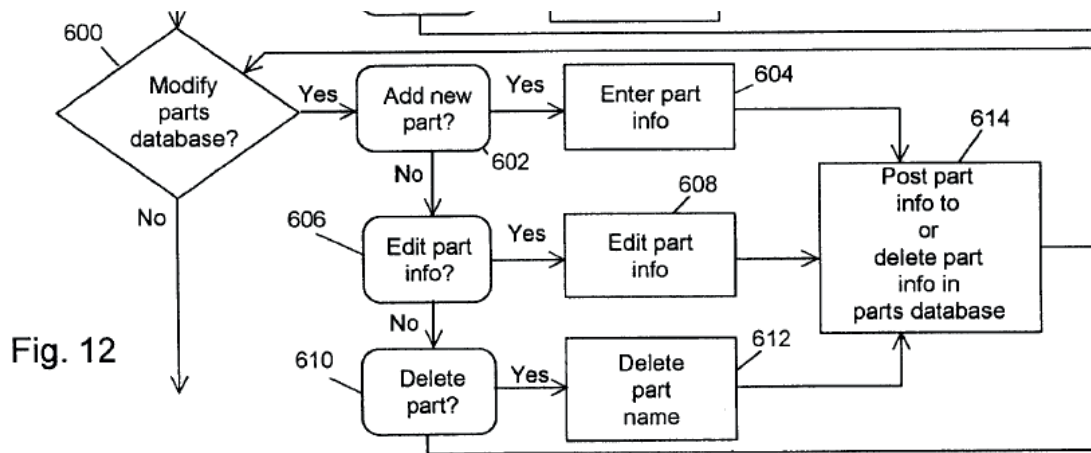 600
Modify
parts
database?
Yes
Add new
part?
602
Yes
Enter part
info
604
614
No
No
606
Edit part
info?
Yes
608
Edit part
info
Post part
info to
or
delete part
info in
parts database
No
610
Delete
part?
Yes
612
Delete
part
name
Fig. 12